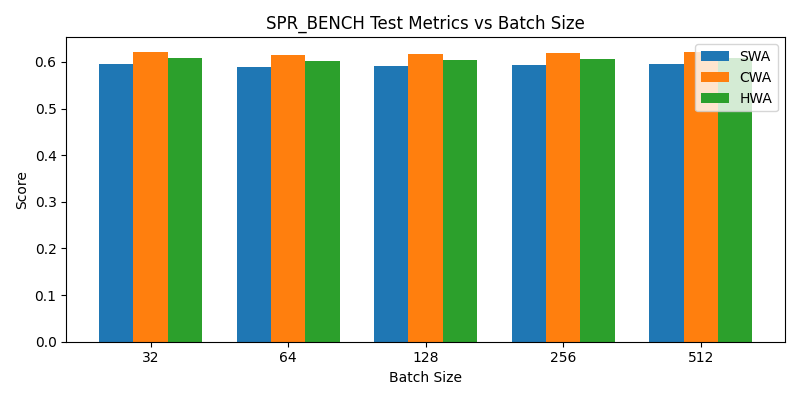 SPR_BENCH Test Metrics vs Batch Size
SWA
CWA
HWA
Score
0.6
0.5
0.4
0.3
0.2
0.1
0.0
32
64
128
256
512
Batch Size